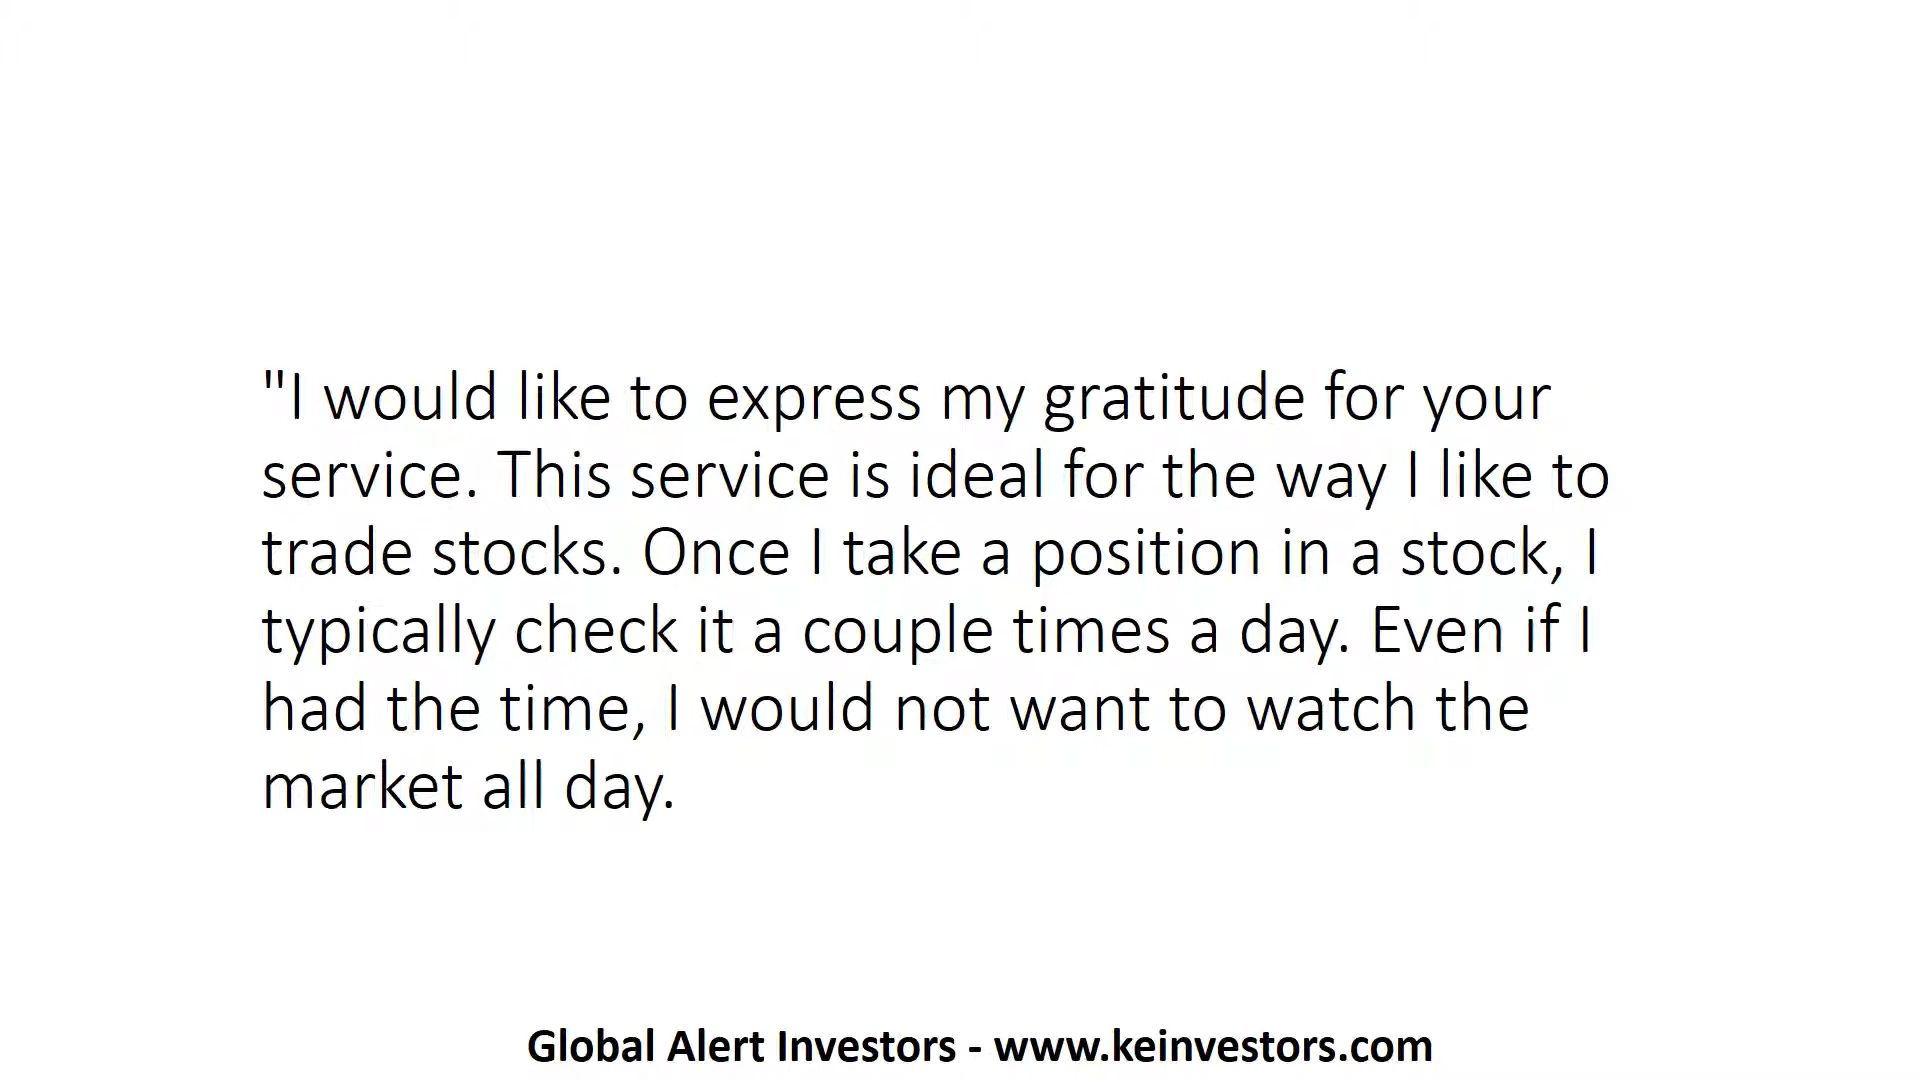 "I would like to express my gratitude for your
service. This service is ideal for the way I like to
trade stocks. Once I take a position in a stock, I
typically check it a couple times a day. Even if I
had the time, I would not want to watch the
market all day.
Global Alert Investors - www.keinvestors.com